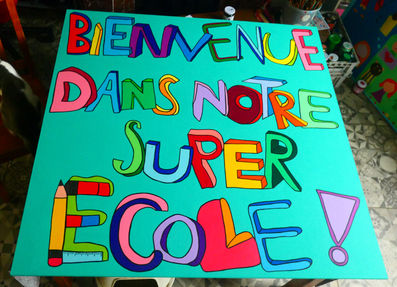 BIENVENUE
DANS NOTRE
SUPER
ECOLE!